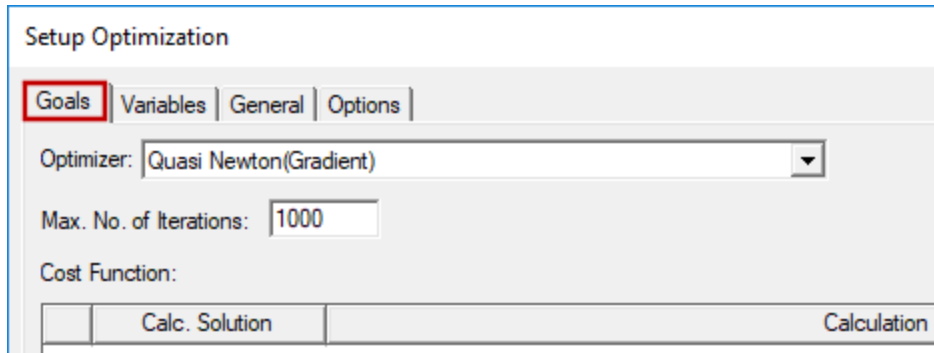 Setup Optimization
Goals Variables General Options
Optimizer: Quasi Newton(Gradient)
Max. No. of Iterations: 1000
Cost Function:
Calc. Solution Calculation